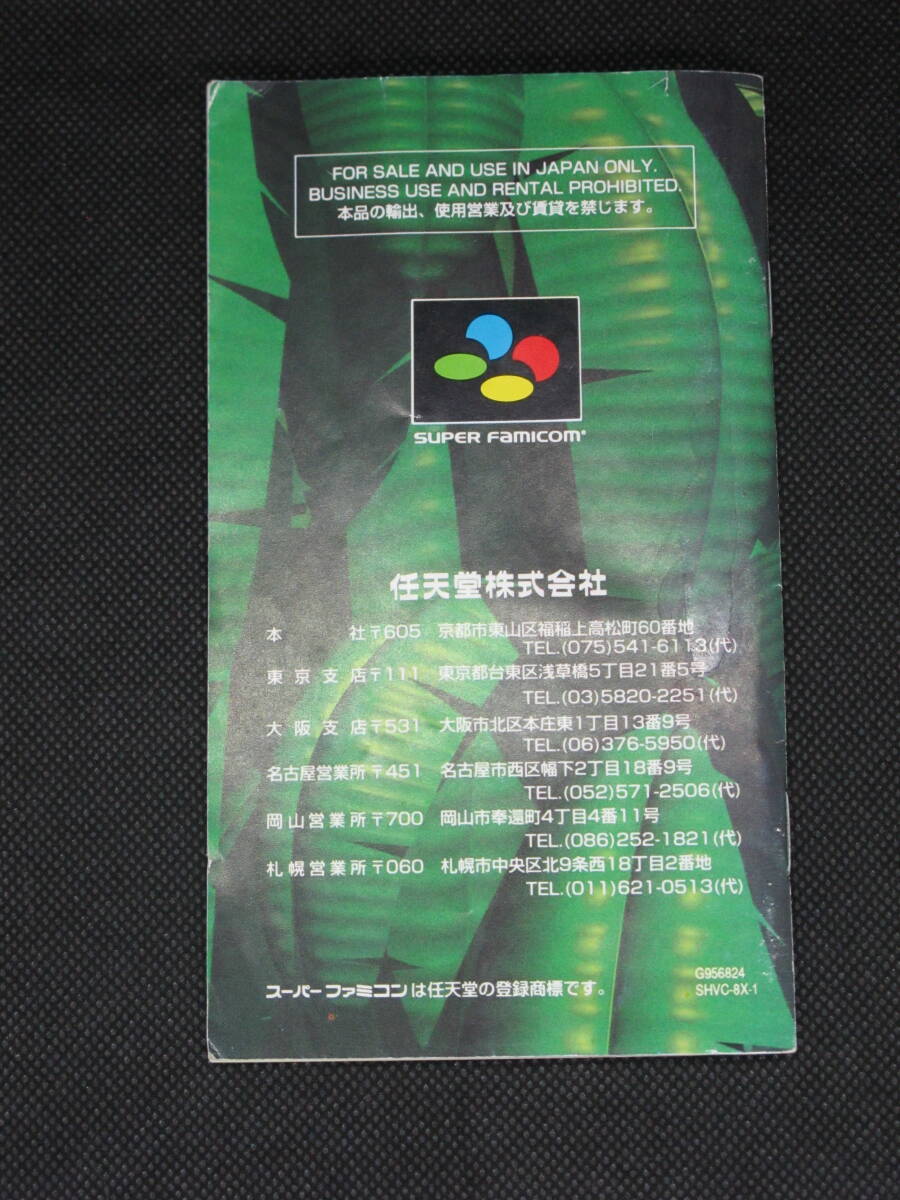 FOR SALE AND USE IN JAPAN ONLY.
BUSINESS USE AND RENTAL PROHIBITED.
本品の輸出、使用営業及び賃貸を禁じます。
SUPER FAMICOM®
任天堂株式会社
本社 〒605 京都市東山区福稲上高松町60番地
TEL.(075)541-6113(代)
東京支店 〒111 東京都台東区浅草橋5丁目21番5号
TEL.(03)5820-2251(代)
大阪支店 〒531 大阪市北区本庄東1丁目13番9号
TEL.(06)376-5950(代)
名古屋営業所 〒451 名古屋市西区幅下2丁目18番9号
TEL.(052)571-2506(代)
岡山営業所 〒700 岡山市奉還町4丁目4番11号
TEL.(086)252-1821(代)
札幌営業所 〒060 札幌市中央区北9条西18丁目2番地
TEL.(011)621-0513(代)
スーパーファミコンは任天堂の登録商標です。
G956824
SHVC-8X-1